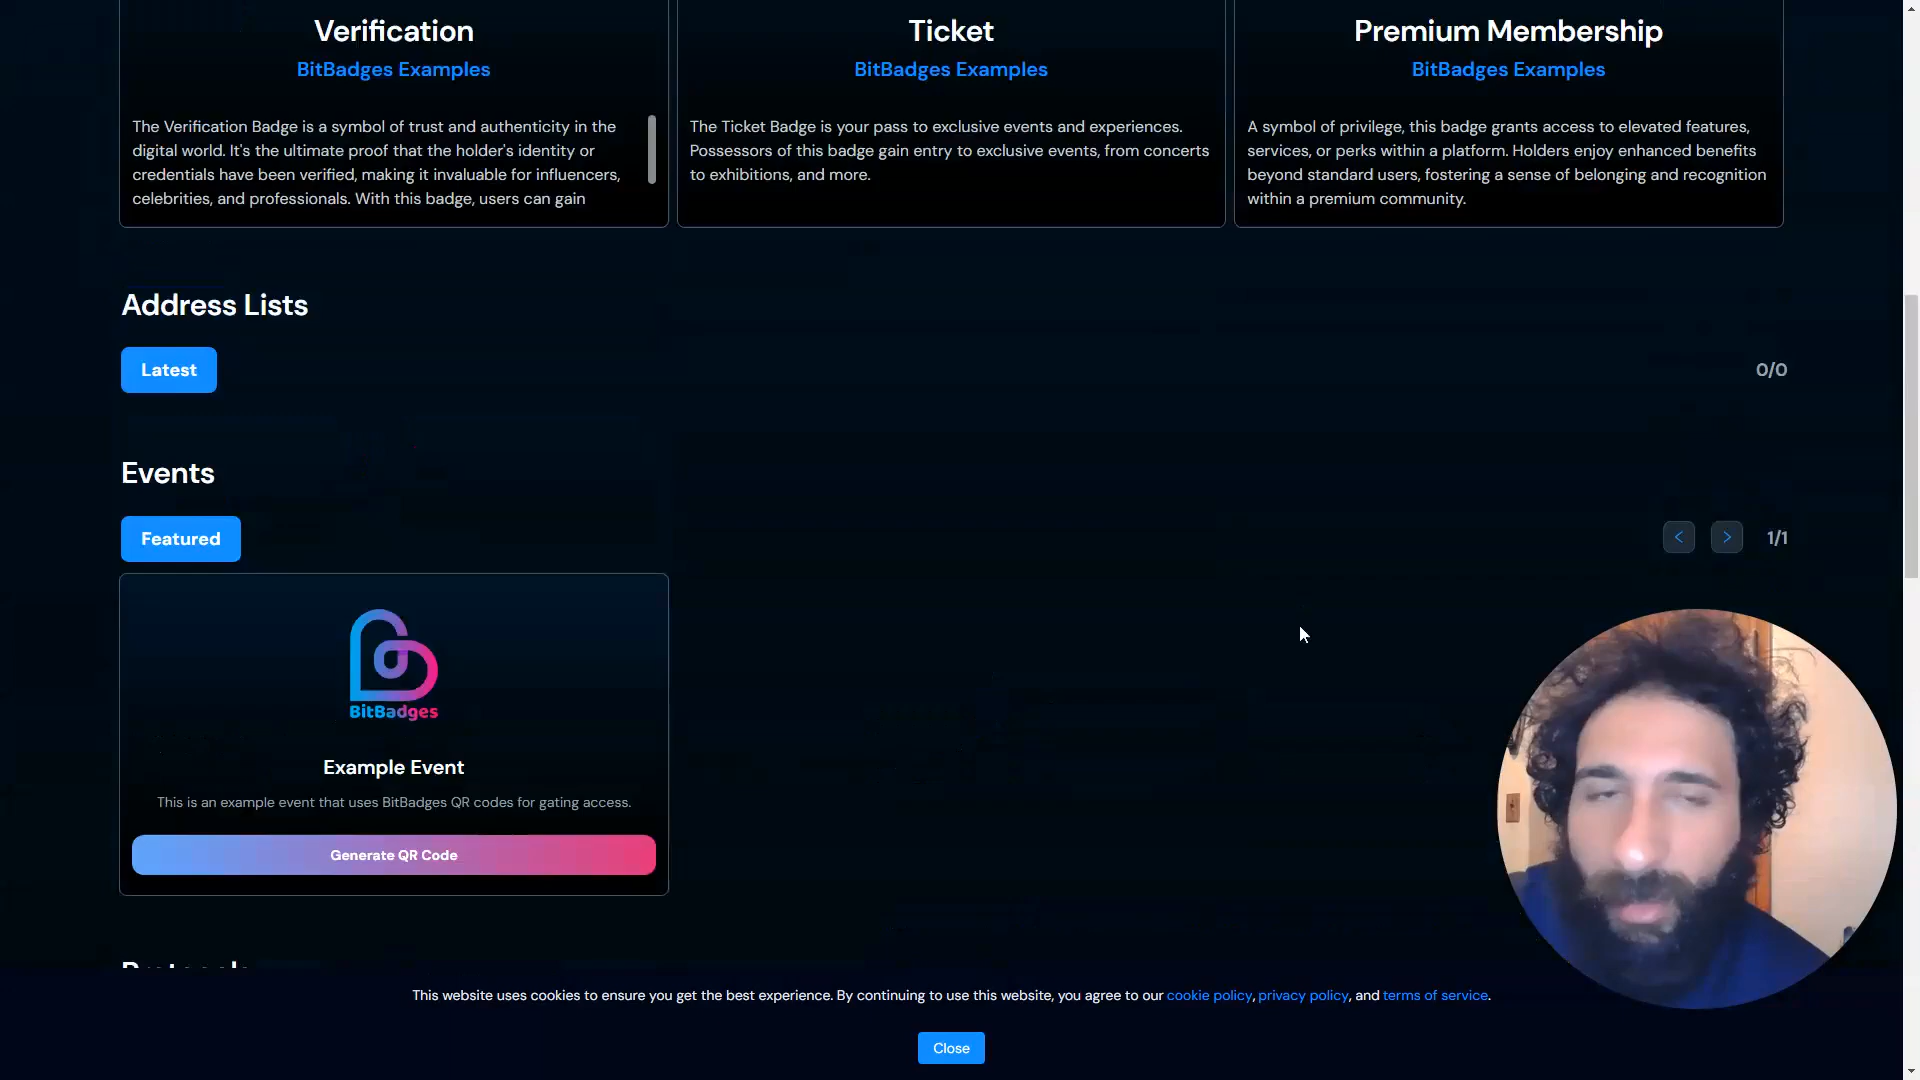 Verification
BitBadges Examples
The Verification Badge is a symbol of trust and authenticity in the
digital world. It's the ultimate proof that the holder's identity or
credentials have been verified, making it invaluable for influencers,
celebrities, and professionals. With this badge, users can gain
Ticket
BitBadges Examples
The Ticket Badge is your pass to exclusive events and experiences.
Possessors of this badge gain entry to exclusive events, from concerts
to exhibitions, and more.
Premium Membership
BitBadges Examples
A symbol of privilege, this badge grants access to elevated features,
services, or perks within a platform. Holders enjoy enhanced benefits
beyond standard users, fostering a sense of belonging and recognition
within a premium community.
Address Lists
Latest
0/0
Events
Featured
< > 1/1
BitBadges
Example Event
This is an example event that uses BitBadges QR codes for gating access.
Generate QR Code
This website uses cookies to ensure you get the best experience. By continuing to use this website, you agree to our cookie policy, privacy policy, and terms of service.
Close